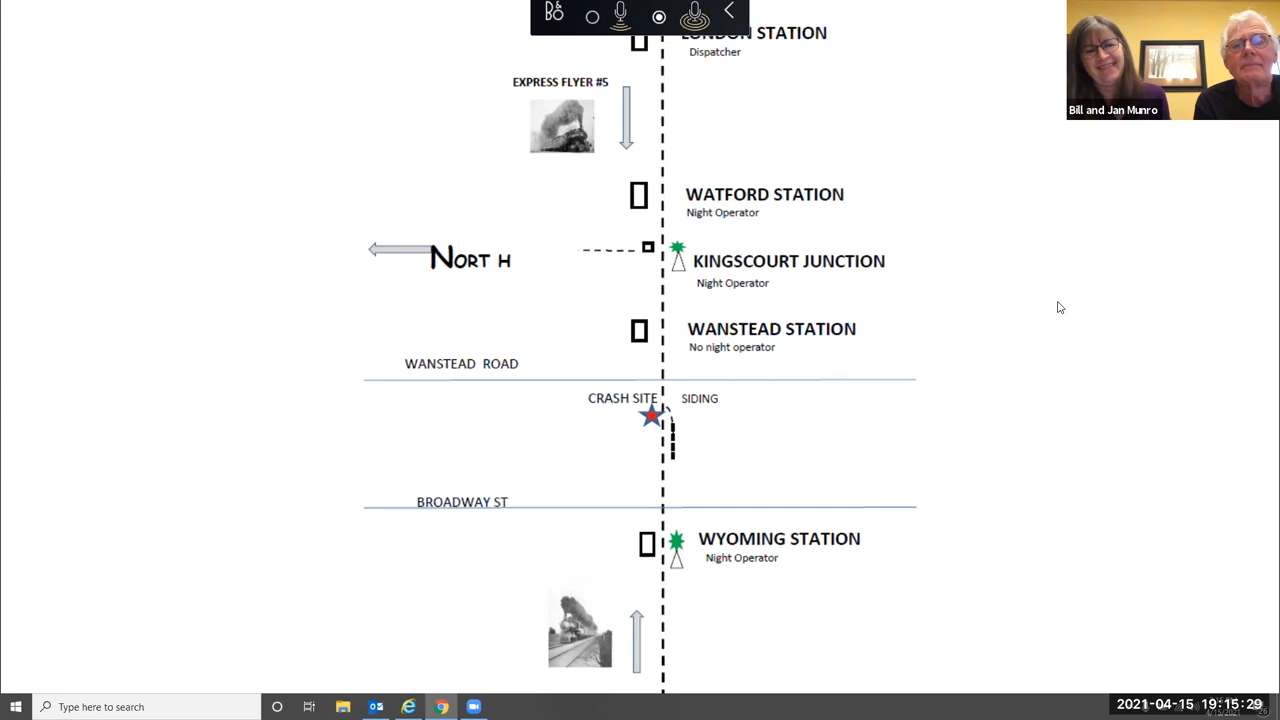 B&O
LONDON STATION
Dispatcher
EXPRESS FLYER #5
Bill and Jan Munro
WATFORD STATION
Night Operator
NORTH
KINGSCOURT JUNCTION
Night Operator
WANSTEAD STATION
No night operator
WANSTEAD ROAD
CRASH SITE
SIDING
BROADWAY ST
WYOMING STATION
Night Operator
Type here to search
2021-04-15 19:15:29